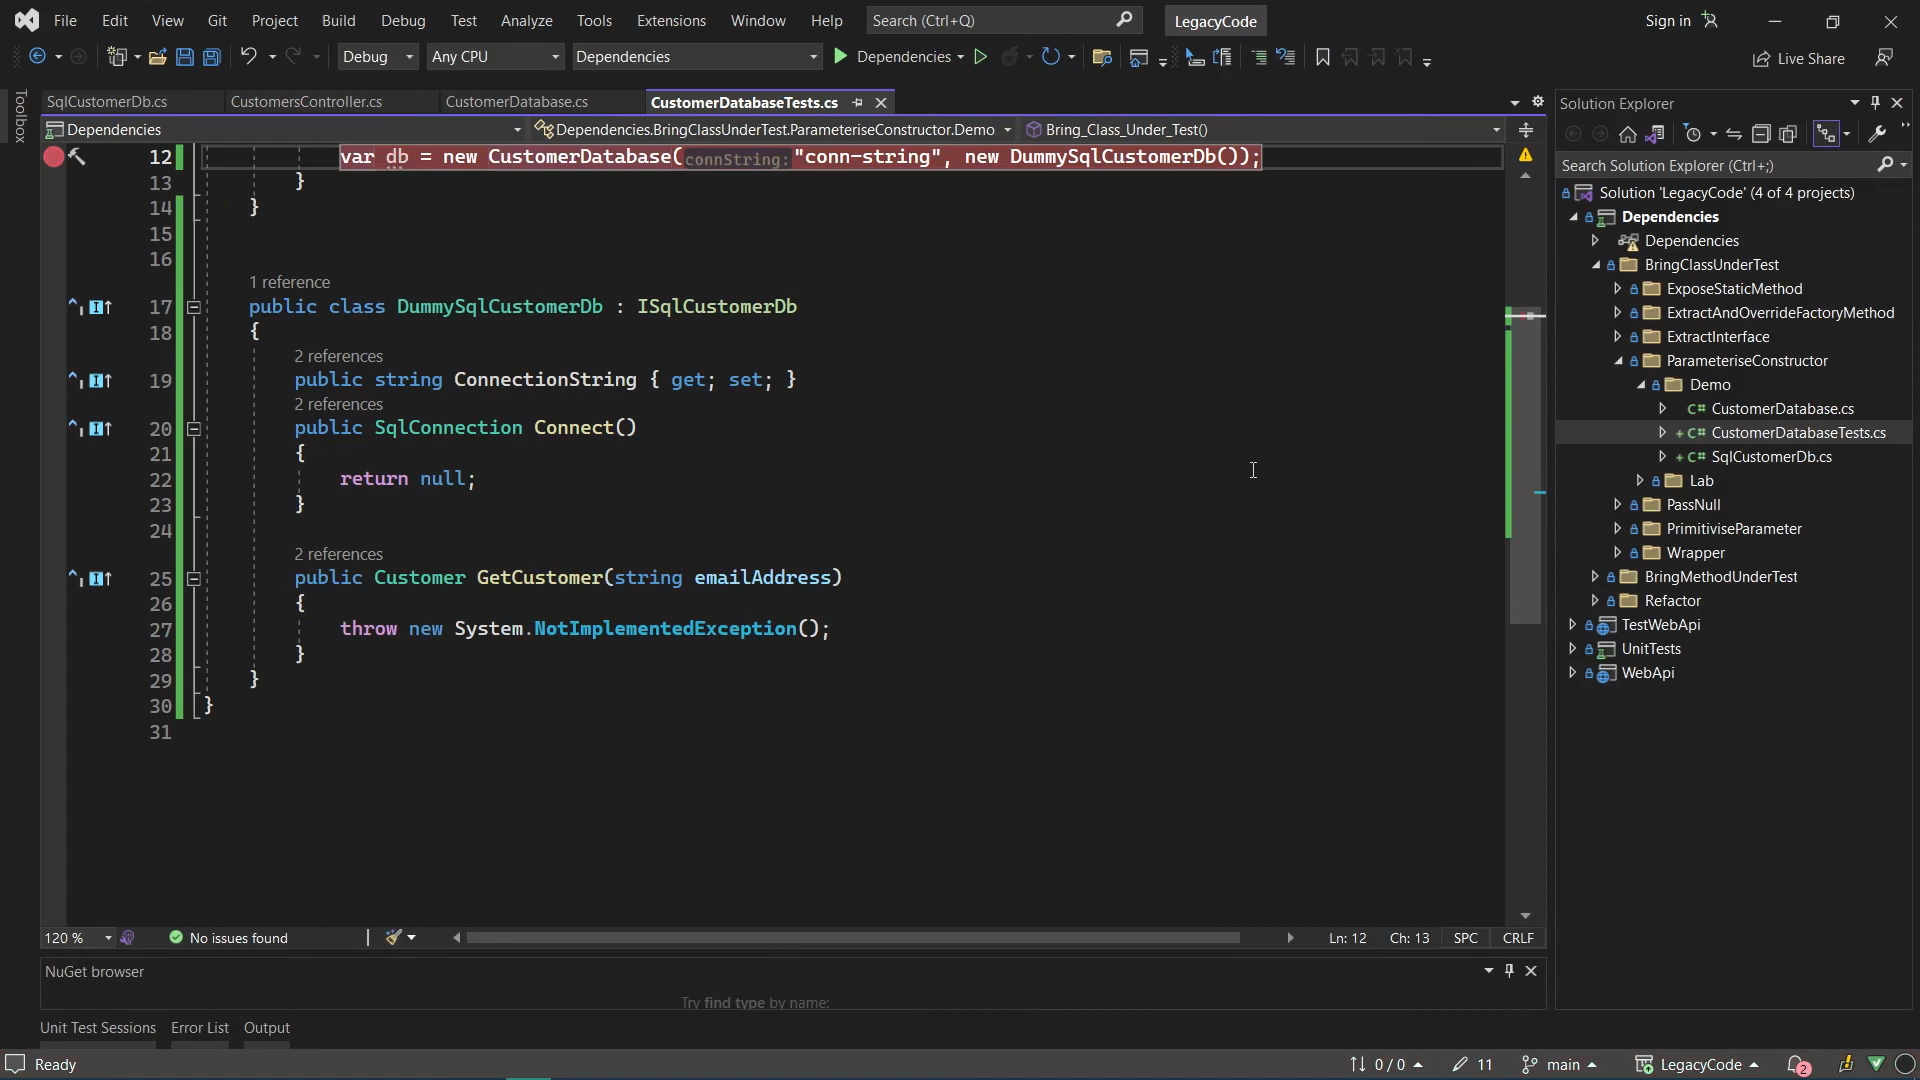 File Edit View Git Project Build Debug Test Analyze Tools Extensions Window Help Search (Ctrl+Q) LegacyCode Sign in
Debug Any CPU Dependencies Dependencies Live Share
Toolbox
SqlCustomerDb.cs CustomersController.cs CustomerDatabase.cs CustomerDatabaseTests.cs
Dependencies Dependencies.BringClassUnderTest.ParameteriseConstructor.Demo Bring_Class_Under_Test()
12 var db = new CustomerDatabase(connString: "conn-string", new DummySqlCustomerDb());
13 }
14 }
15
16
1 reference
17 public class DummySqlCustomerDb : ISqlCustomerDb
18 {
2 references
19 public string ConnectionString { get; set; }
2 references
20 public SqlConnection Connect()
21 {
22 return null;
23 }
24
2 references
25 public Customer GetCustomer(string emailAddress)
26 {
27 throw new System.NotImplementedException();
28 }
29 }
30 }
31
120 % No issues found Ln: 12 Ch: 13 SPC CRLF
NuGet browser
Try find type by name:
Unit Test Sessions Error List Output
Ready 0 / 0 11 main LegacyCode 2
Solution Explorer
Search Solution Explorer (Ctrl+;)
Solution 'LegacyCode' (4 of 4 projects)
Dependencies
Dependencies
BringClassUnderTest
ExposeStaticMethod
ExtractAndOverrideFactoryMethod
ExtractInterface
ParameteriseConstructor
Demo
C# CustomerDatabase.cs
+ C# CustomerDatabaseTests.cs
+ C# SqlCustomerDb.cs
Lab
PassNull
PrimitiviseParameter
Wrapper
BringMethodUnderTest
Refactor
TestWebApi
UnitTests
WebApi